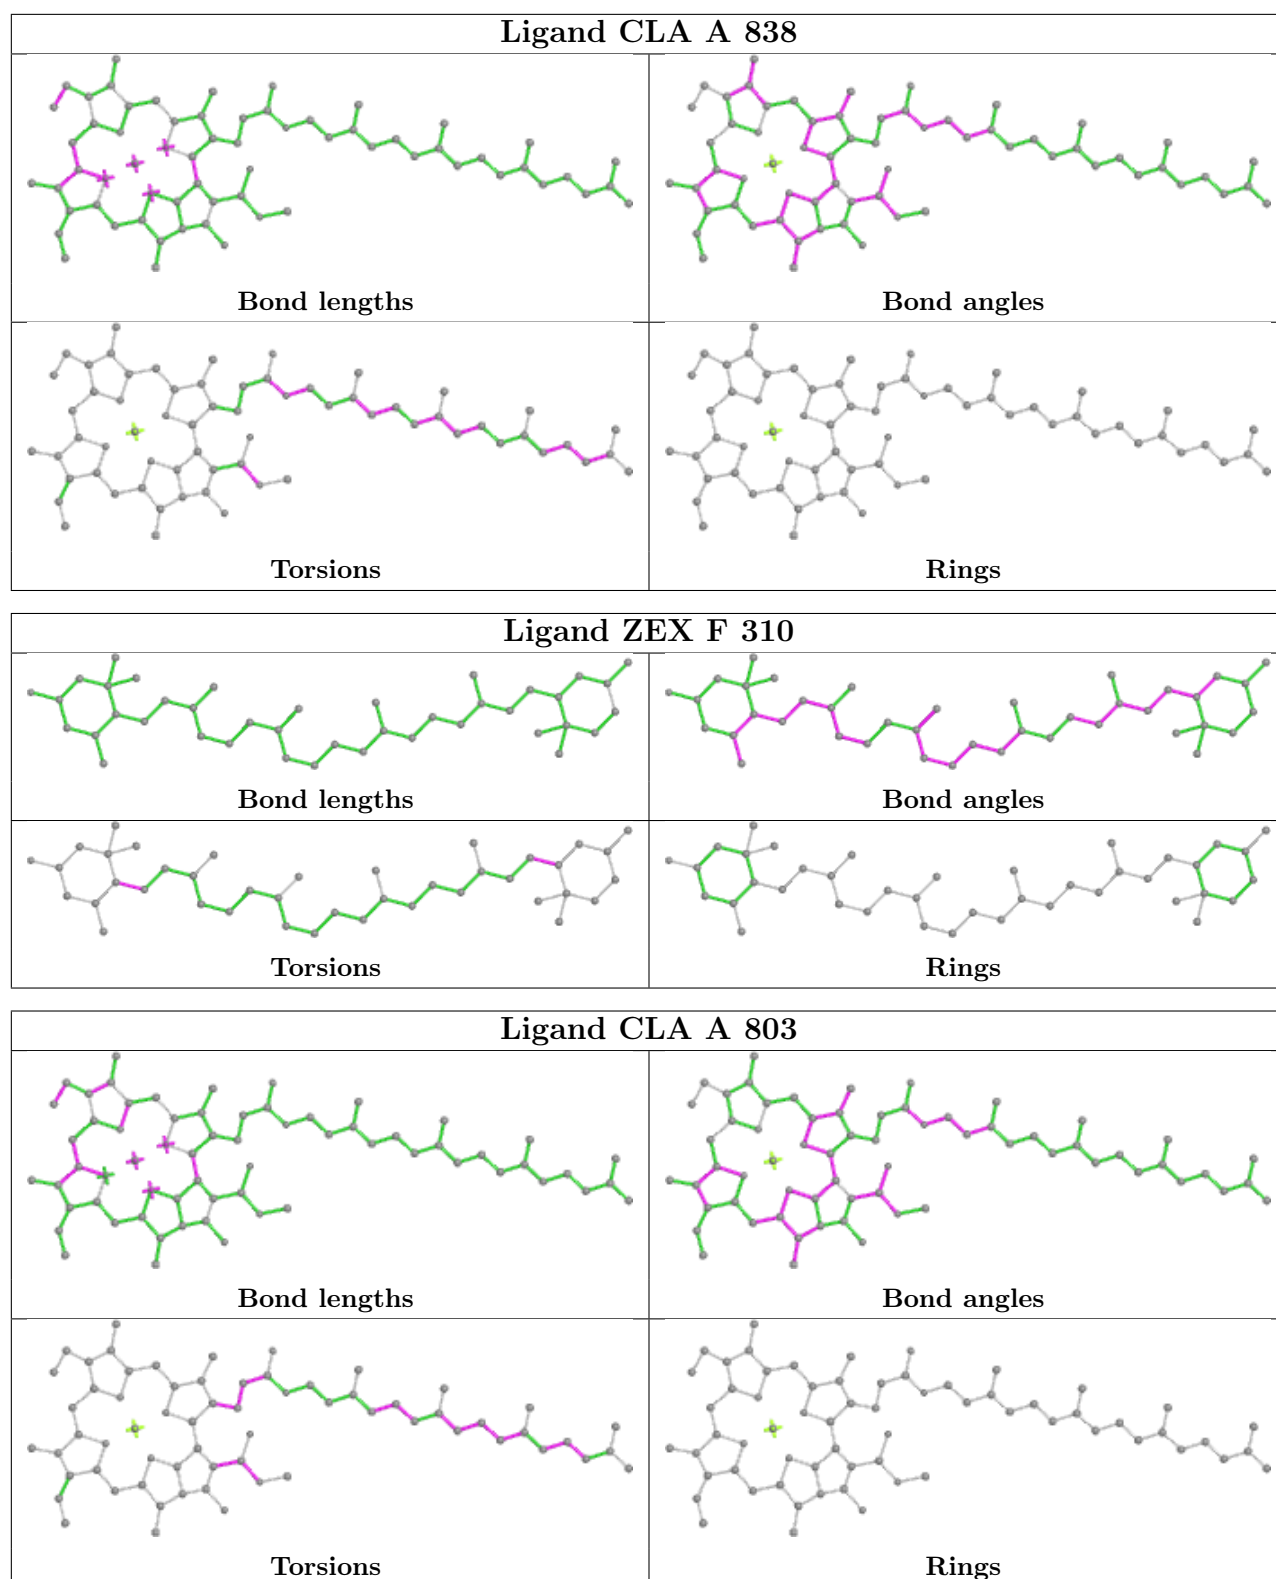 Ligand CLA A 838
Bond lengths
Bond angles
Torsions
Rings
Ligand ZEX F 310
Bond lengths
Bond angles
Torsions
Rings
Ligand CLA A 803
Bond lengths
Bond angles
Torsions
Rings